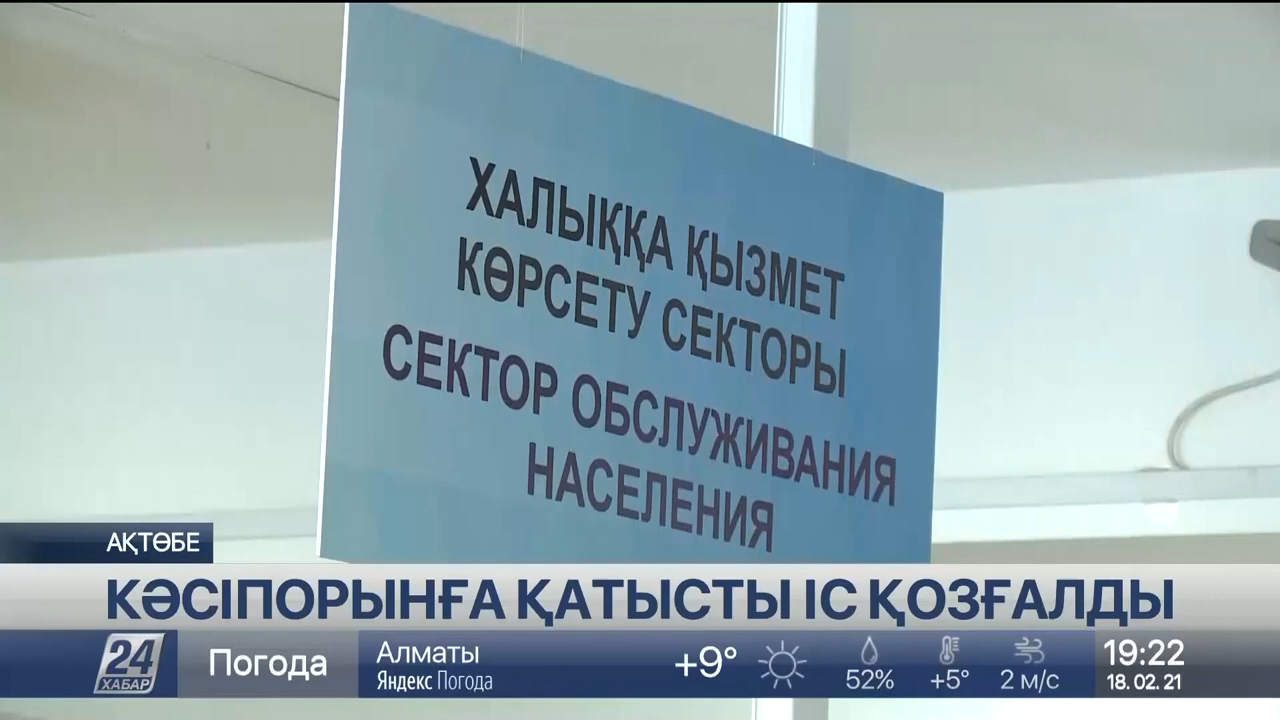 ХАЛЫҚҚА ҚЫЗМЕТ
КӨРСЕТУ СЕКТОРЫ
СЕКТОР ОБСЛУЖИВАНИЯ
НАСЕЛЕНИЯ
АҚТӨБЕ
КӘСІПОРЫНҒА ҚАТЫСТЫ ІС ҚОЗҒАЛДЫ
24 ХАБАР
Погода
Алматы
Яндекс Погода
+9°
52%
+5°
2 м/с
19:22
18. 02. 21